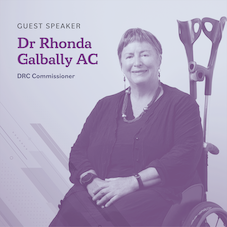 GUEST SPEAKER
Dr Rhonda
Galbally AC
DRC Commissioner